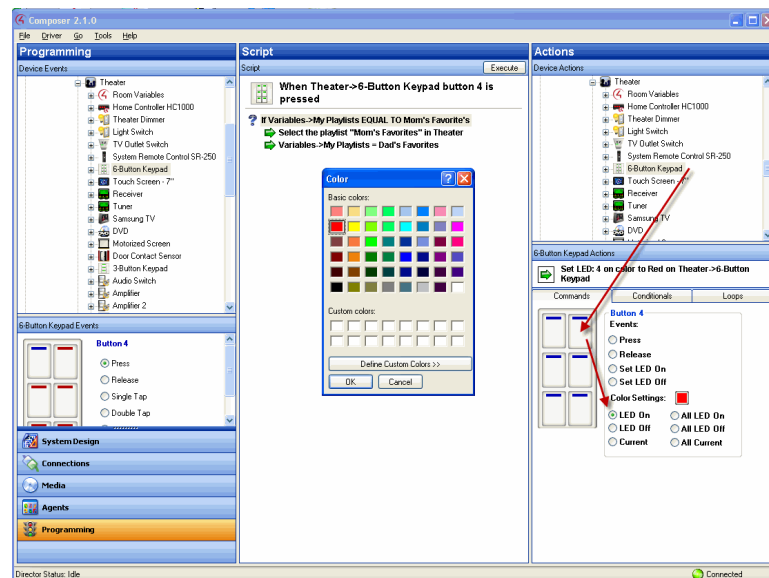 Composer 2.1.0
File Driver Go Tools Help
Programming
Device Events
Theater
Room Variables
Home Controller HC1000
Theater Dimmer
Light Switch
TV Outlet Switch
System Remote Control SR-250
6-Button Keypad
Touch Screen - 7"
Receiver
Tuner
Samsung TV
DVD
Motorized Screen
Door Contact Sensor
3-Button Keypad
Audio Switch
Amplifier
Amplifier 2
6-Button Keypad Events
Button 4
Press
Release
Single Tap
Double Tap
System Design
Connections
Media
Agents
Programming
Director Status: Idle
Script
Script
Execute
When Theater->6-Button Keypad button 4 is
pressed
If Variables->My Playlists EQUAL TO Mom's Favorite's
Select the playlist "Mom's Favorites" in Theater
Variables->My Playlists = Dad's Favorites
Color
Basic colors:
Custom colors:
Define Custom Colors >>
OK Cancel
Actions
Device Actions
Theater
Room Variables
Home Controller HC1000
Theater Dimmer
Light Switch
TV Outlet Switch
System Remote Control SR-250
6-Button Keypad
Touch Screen - 7"
Receiver
Tuner
Samsung TV
DVD
Motorized Screen
6-Button Keypad Actions
Set LED: 4 on color to Red on Theater->6-Button
Keypad
Commands Conditionals Loops
Button 4
Events:
Press
Release
Set LED On
Set LED Off
Color Settings:
LED On All LED On
LED Off All LED Off
Current All Current
Connected